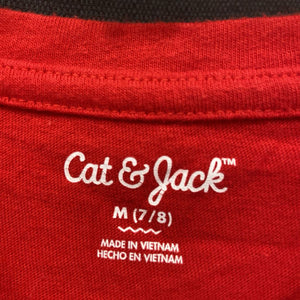 Cat & Jack™
M (7/8)
MADE IN VIETNAM
HECHO EN VIETNAM